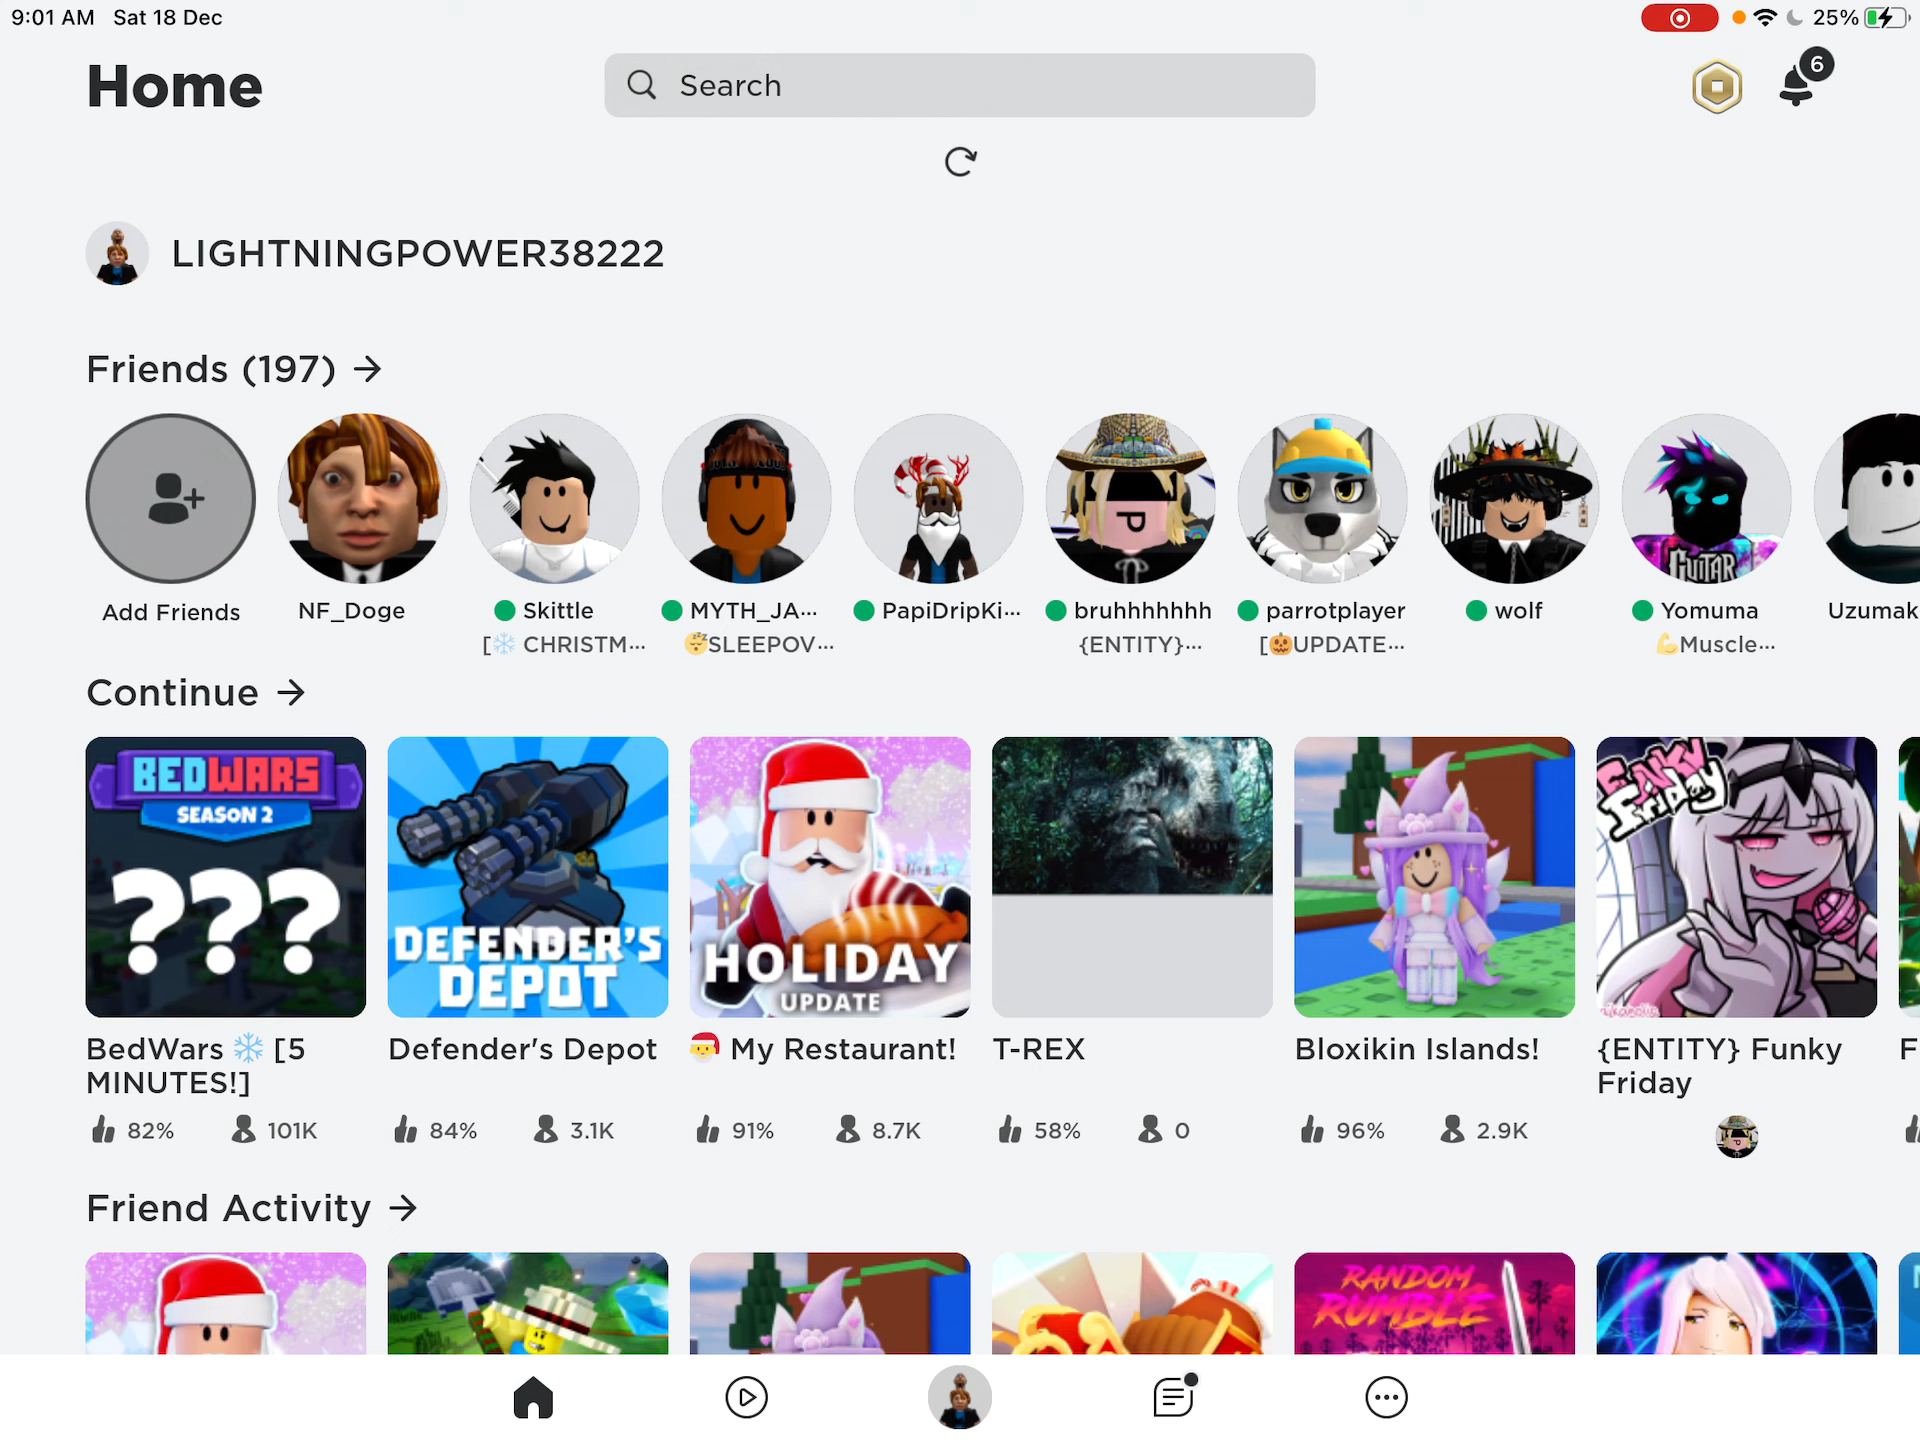 9:01 AM Sat 18 Dec
25%
Home
Search
6
LIGHTNINGPOWER38222
Friends (197)
Add Friends
NF_Doge
Skittle
MYTH_JA...
PapiDripKi...
bruhhhhhhh
parrotplayer
wolf
Yomuma
Uzumak
[❄️ CHRISTM...
😴SLEEPOV...
{ENTITY}...
[🎃UPDATE...
💪Muscle...
GUITAR
Continue
BEDWARS
SEASON 2
???
DEFENDER'S
DEPOT
HOLIDAY
UPDATE
FUNKY
FRIDAY
BedWars ❄️ [5
MINUTES!]
Defender's Depot
🎅 My Restaurant!
T-REX
Bloxikin Islands!
{ENTITY} Funky
Friday
F
82% 101K
84% 3.1K
91% 8.7K
58% 0
96% 2.9K
Friend Activity
RANDOM
RUMBLE